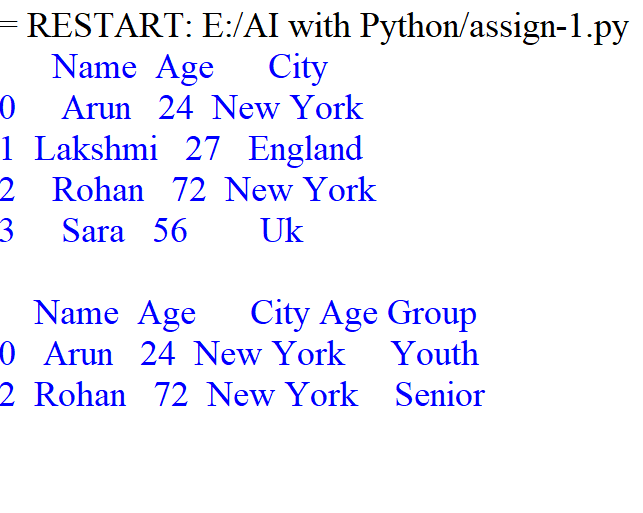 = RESTART: E:/AI with Python/assign-1.py
Name Age City
0 Arun 24 New York
1 Lakshmi 27 England
2 Rohan 72 New York
3 Sara 56 Uk
Name Age City Age Group
0 Arun 24 New York Youth
2 Rohan 72 New York Senior